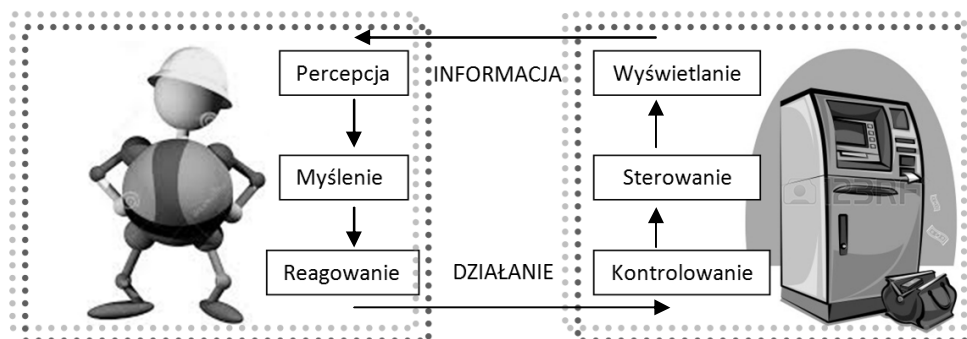 Percepcja INFORMACJA Wyświetlanie
Myślenie Sterowanie
Reagowanie DZIAŁANIE Kontrolowanie